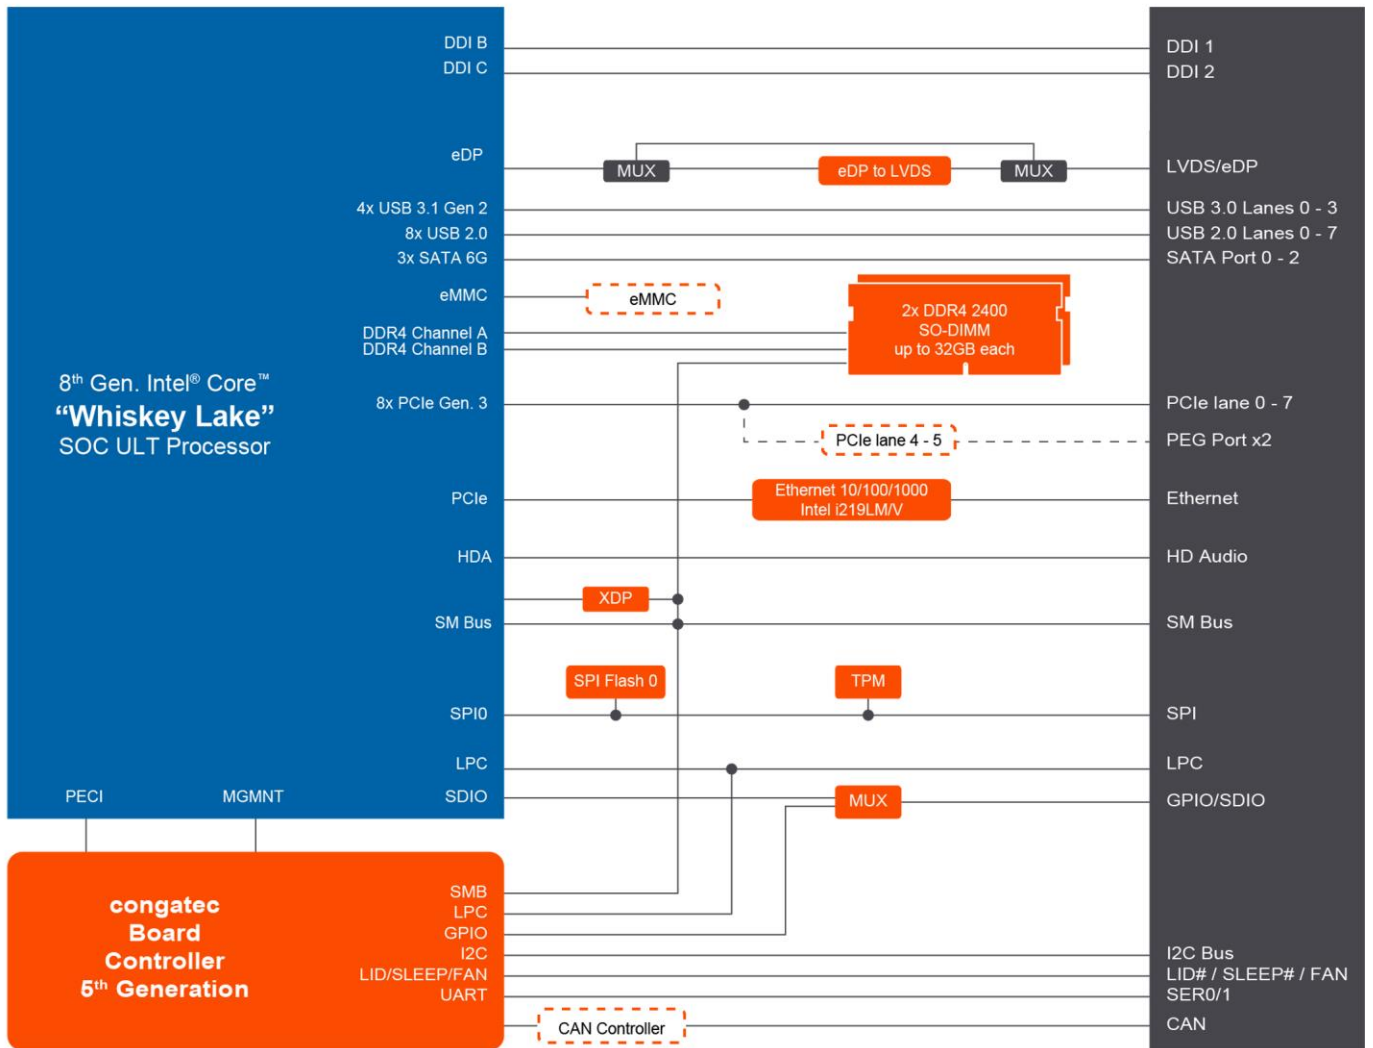 DDI B
DDI 1
DDI C
DDI 2
eDP
MUX
eDP to LVDS
MUX
LVDS/eDP
4x USB 3.1 Gen 2
USB 3.0 Lanes 0 - 3
8x USB 2.0
USB 2.0 Lanes 0 - 7
3x SATA 6G
SATA Port 0 - 2
eMMC
eMMC
2x DDR4 2400
SO-DIMM
up to 32GB each
DDR4 Channel A
DDR4 Channel B
8th Gen. Intel® Core™
“Whiskey Lake”
SOC ULT Processor
8x PCIe Gen. 3
PCIe lane 0 - 7
PCIe lane 4 - 5
PEG Port x2
PCIe
Ethernet 10/100/1000
Intel i219LM/V
Ethernet
HDA
HD Audio
XDP
SM Bus
SM Bus
SPI Flash 0
TPM
SPI0
SPI
LPC
LPC
PECI
MGMNT
SDIO
MUX
GPIO/SDIO
congatec
Board
Controller
5th Generation
SMB
LPC
GPIO
I2C
I2C Bus
LID/SLEEP/FAN
LID# / SLEEP# / FAN
UART
SER0/1
CAN Controller
CAN